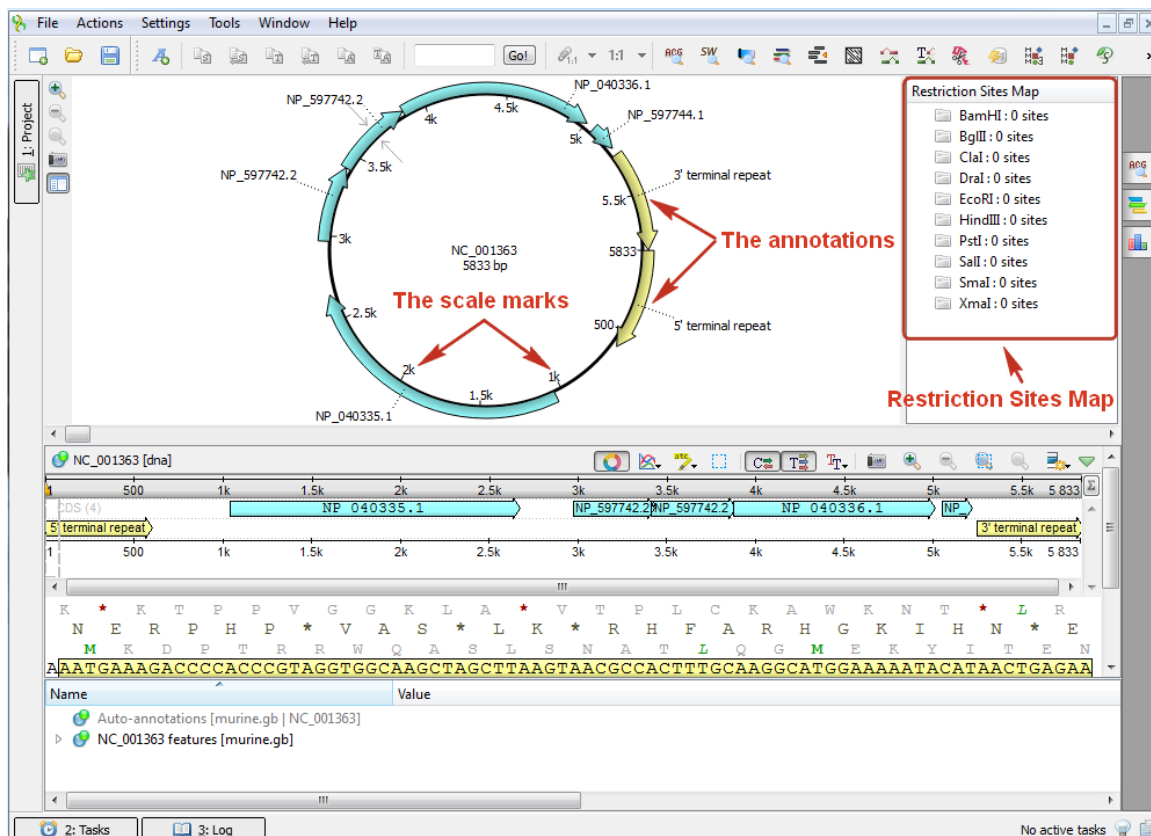 File Actions Settings Tools Window Help
Go! 1:1 ACG SW
1: Project
NP_040336.1
NP_597742.2
4.5k
4k
5k
NP_597744.1
3.5k
NP_597742.2
3' terminal repeat
5.5k
3k
NC_001363
5833 bp
5833
The annotations
The scale marks
2.5k
500
5' terminal repeat
2k
1k
1.5k
NP_040335.1
Restriction Sites Map
BamHI : 0 sites
BglII : 0 sites
ClaI : 0 sites
DraI : 0 sites
EcoRI : 0 sites
HindIII : 0 sites
PstI : 0 sites
SalI : 0 sites
SmaI : 0 sites
XmaI : 0 sites
Restriction Sites Map
ACG
NC_001363 [dna]
1 500 1k 1.5k 2k 2.5k 3k 3.5k 4k 4.5k 5k 5.5k 5 833
CDS (4) NP_040335.1 NP_597742.2 NP_597742.2 NP_040336.1 NP_
5' terminal repeat 3' terminal repeat
1 500 1k 1.5k 2k 2.5k 3k 3.5k 4k 4.5k 5k 5.5k 5 833
K * K T P P V G G K L A * V T P L C K A W K N T * L R
N E R P H P * V A S * L K * R H F A R H G K I H N * E
M K D P T R R W Q A S L S N A T L Q G M E K Y I T E N
AAATGAAAGACCCCACCCGTAGGTGGCAAGCTAGCTTAAGTAACGCCACTTTGCAAGGCATGGAAAAATACATAACTGAGAA
Name Value
Auto-annotations [murine.gb | NC_001363]
NC_001363 features [murine.gb]
2: Tasks 3: Log No active tasks